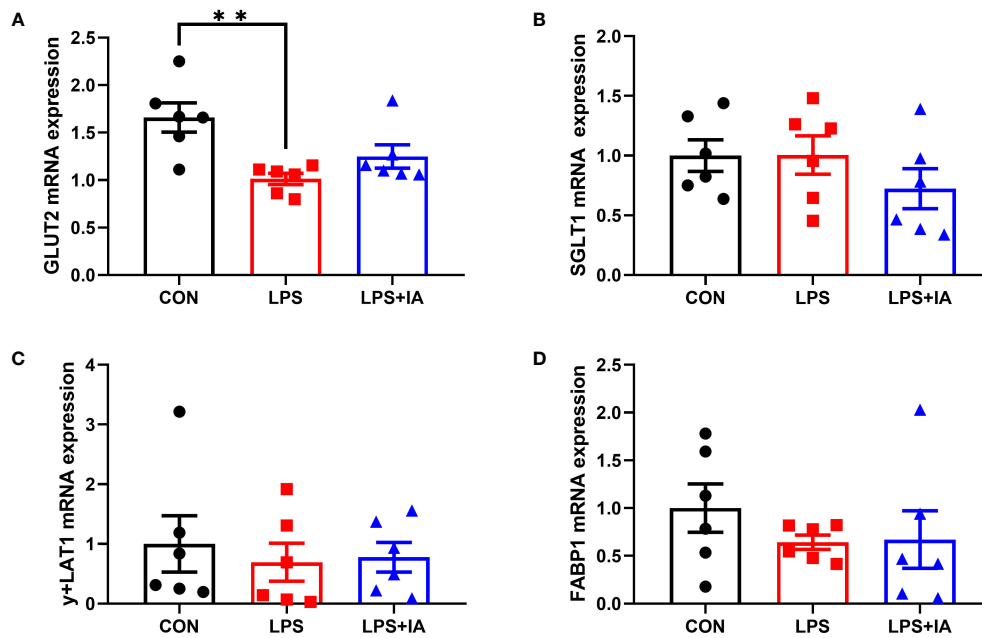 A
**
GLUT2 mRNA expression
2.5
2.0
1.5
1.0
0.5
0.0
CON LPS LPS+IA
B
SGLT1 mRNA expression
2.0
1.5
1.0
0.5
0.0
CON LPS LPS+IA
C
y+LAT1 mRNA expression
4
3
2
1
0
CON LPS LPS+IA
D
FABP1 mRNA expression
2.5
2.0
1.5
1.0
0.5
0.0
CON LPS LPS+IA